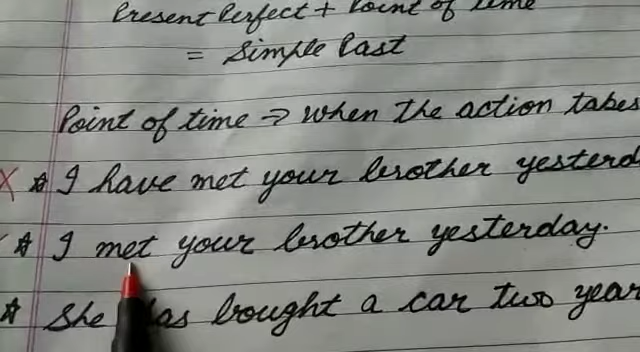 Present Perfect + Point of time
= Simple Past
Point of time → when the action takes
X ☆ I have met your brother yesterd
✓ ☆ I met your brother yesterday.
☆ She has bought a car two year